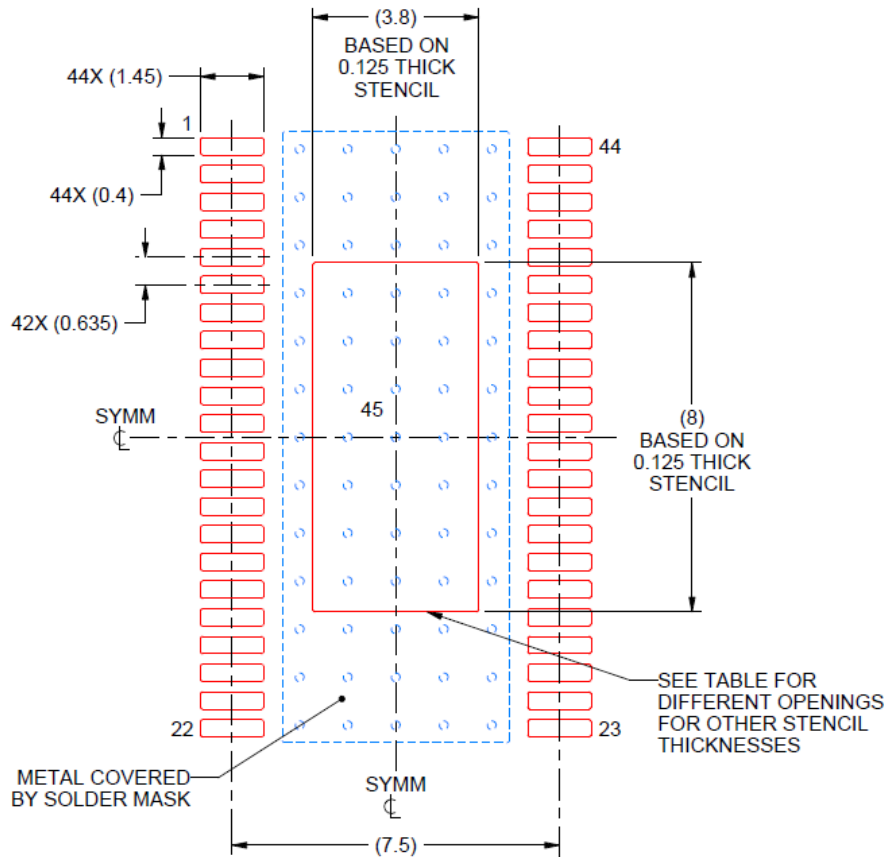 (3.8)
BASED ON
0.125 THICK
STENCIL
44X (1.45)
1
44
44X (0.4)
42X (0.635)
45
SYMM
℄
(8)
BASED ON
0.125 THICK
STENCIL
SEE TABLE FOR
DIFFERENT OPENINGS
FOR OTHER STENCIL
THICKNESSES
22
23
METAL COVERED
BY SOLDER MASK
SYMM
℄
(7.5)